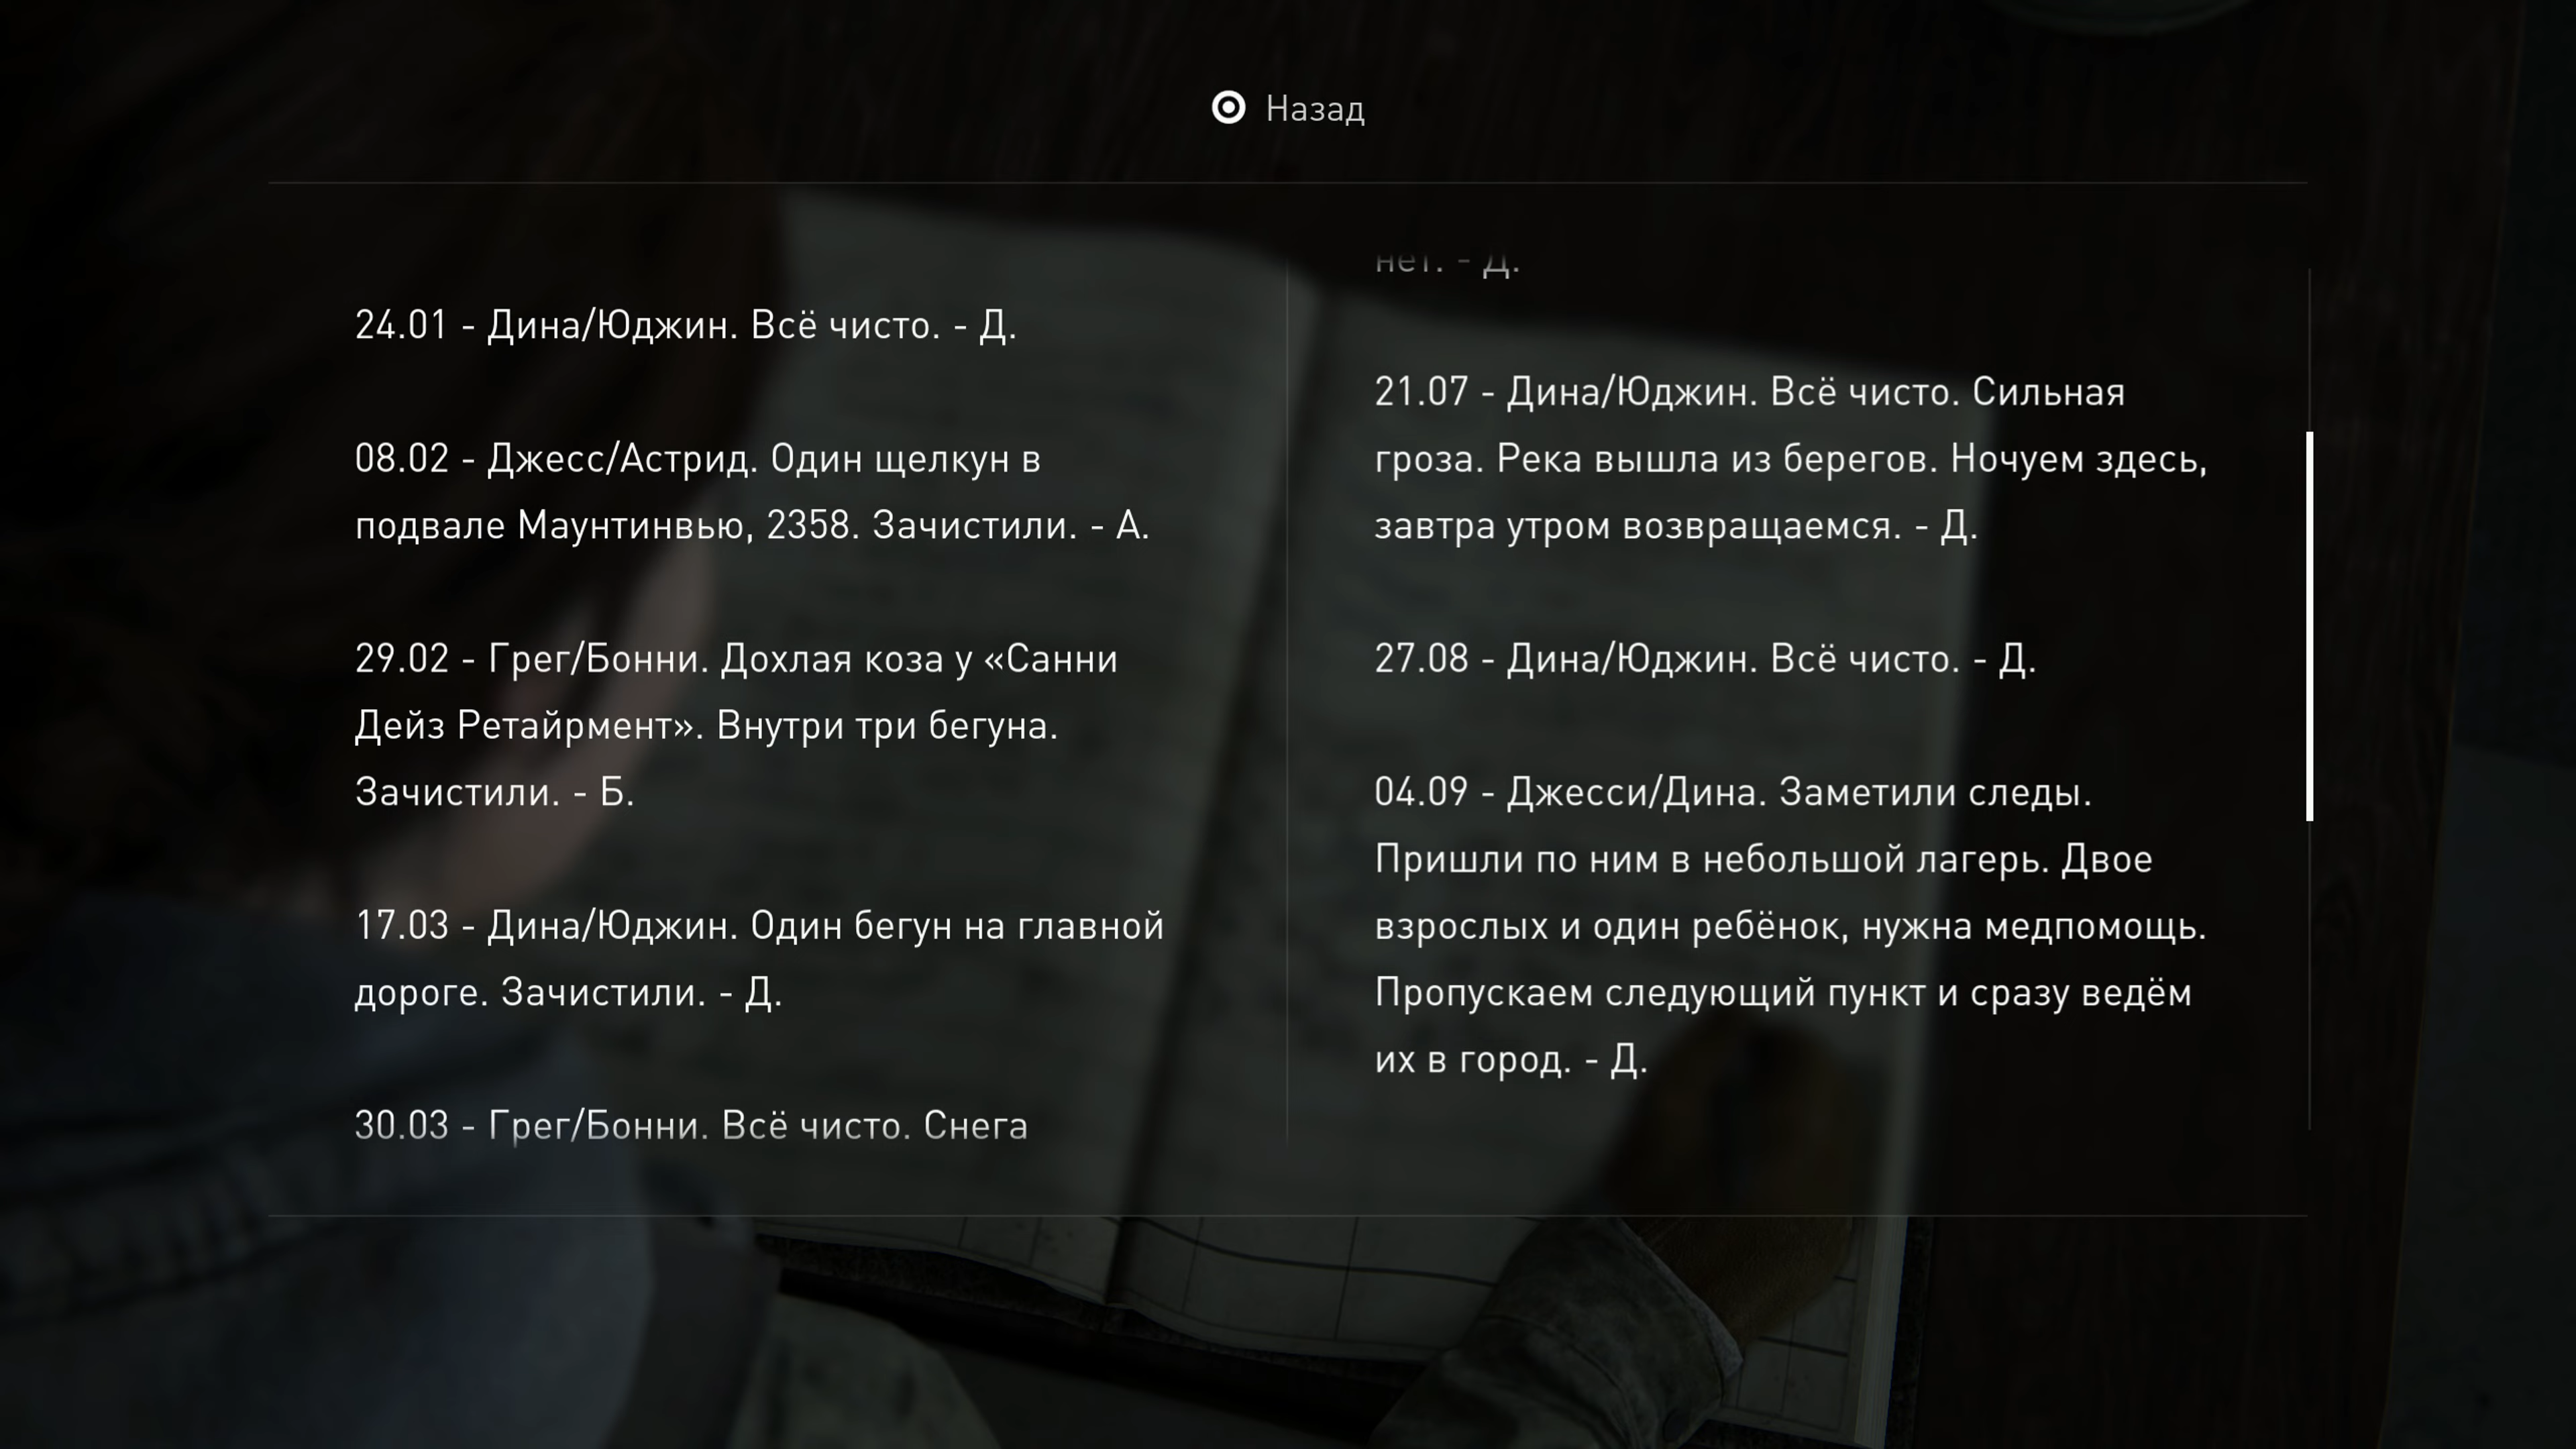 Назад
24.01 - Дина/Юджин. Всё чисто. - Д.
08.02 - Джесс/Астрид. Один щелкун в
подвале Маунтинвью, 2358. Зачистили. - А.
29.02 - Грег/Бонни. Дохлая коза у «Санни
Дейз Ретайрмент». Внутри три бегуна.
Зачистили. - Б.
17.03 - Дина/Юджин. Один бегун на главной
дороге. Зачистили. - Д.
30.03 - Грег/Бонни. Всё чисто. Снега
нет. - Д.
21.07 - Дина/Юджин. Всё чисто. Сильная
гроза. Река вышла из берегов. Ночуем здесь,
завтра утром возвращаемся. - Д.
27.08 - Дина/Юджин. Всё чисто. - Д.
04.09 - Джесси/Дина. Заметили следы.
Пришли по ним в небольшой лагерь. Двое
взрослых и один ребёнок, нужна медпомощь.
Пропускаем следующий пункт и сразу ведём
их в город. - Д.